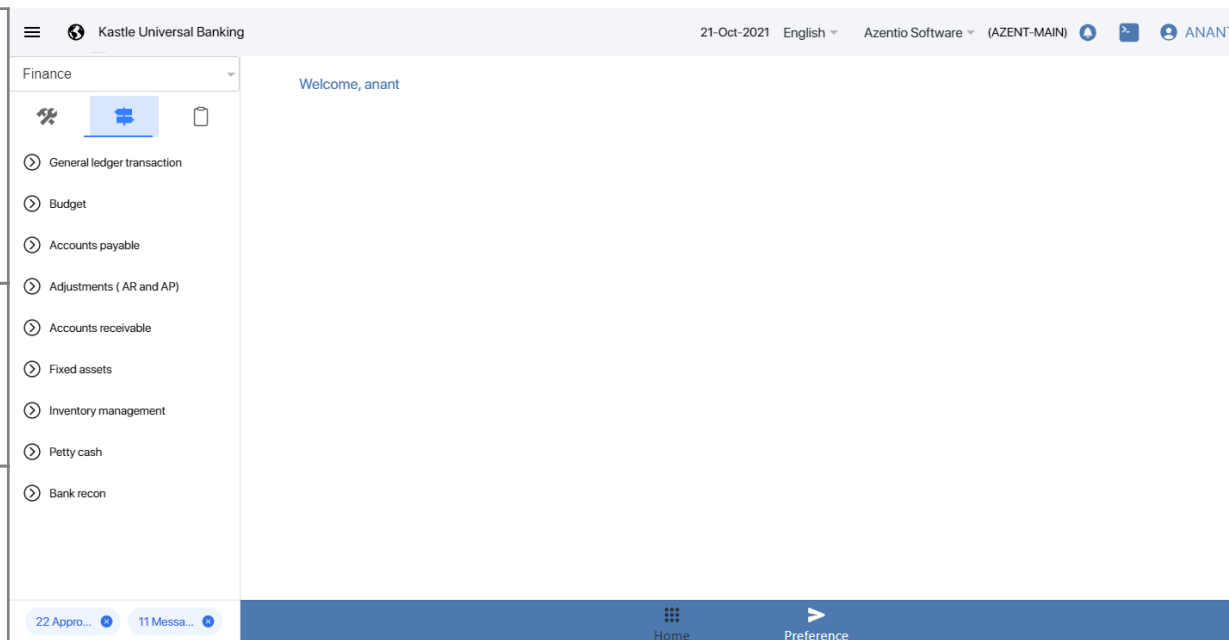 Kastle Universal Banking 21-Oct-2021 English Azentio Software (AZENT-MAIN) ANANT
Finance
Welcome, anant
General ledger transaction
Budget
Accounts payable
Adjustments ( AR and AP)
Accounts receivable
Fixed assets
Inventory management
Petty cash
Bank recon
22 Appro... 11 Messa...
Home Preference